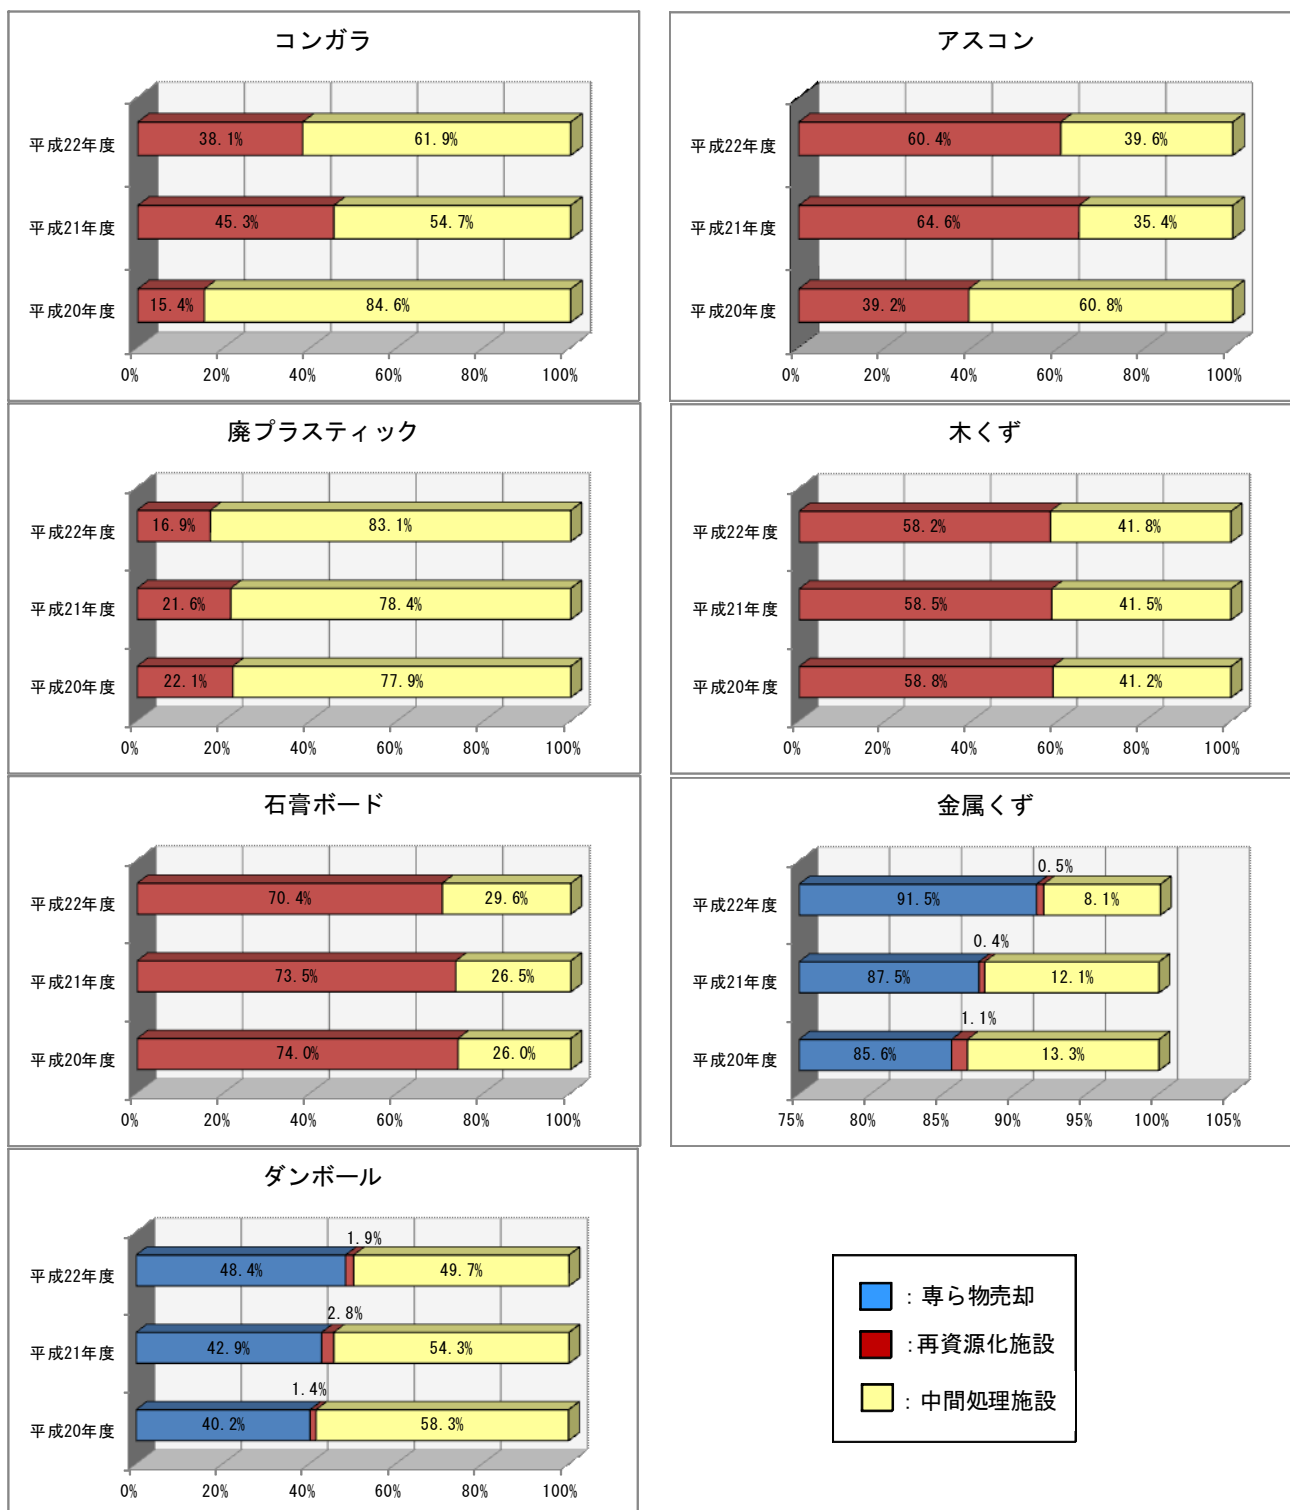 コンガラ
平成22年度
38.1%
61.9%
平成21年度
45.3%
54.7%
平成20年度
15.4%
84.6%
0% 20% 40% 60% 80% 100%
アスコン
平成22年度
60.4%
39.6%
平成21年度
64.6%
35.4%
平成20年度
39.2%
60.8%
0% 20% 40% 60% 80% 100%
廃プラスティック
平成22年度
16.9%
83.1%
平成21年度
21.6%
78.4%
平成20年度
22.1%
77.9%
0% 20% 40% 60% 80% 100%
木くず
平成22年度
58.2%
41.8%
平成21年度
58.5%
41.5%
平成20年度
58.8%
41.2%
0% 20% 40% 60% 80% 100%
石膏ボード
平成22年度
70.4%
29.6%
平成21年度
73.5%
26.5%
平成20年度
74.0%
26.0%
0% 20% 40% 60% 80% 100%
金属くず
0.5%
平成22年度
91.5%
8.1%
0.4%
平成21年度
87.5%
12.1%
1.1%
平成20年度
85.6%
13.3%
75% 80% 85% 90% 95% 100% 105%
ダンボール
1.9%
平成22年度
48.4%
49.7%
2.8%
平成21年度
42.9%
54.3%
1.4%
平成20年度
40.2%
58.3%
0% 20% 40% 60% 80% 100%
：専ら物売却
：再資源化施設
：中間処理施設